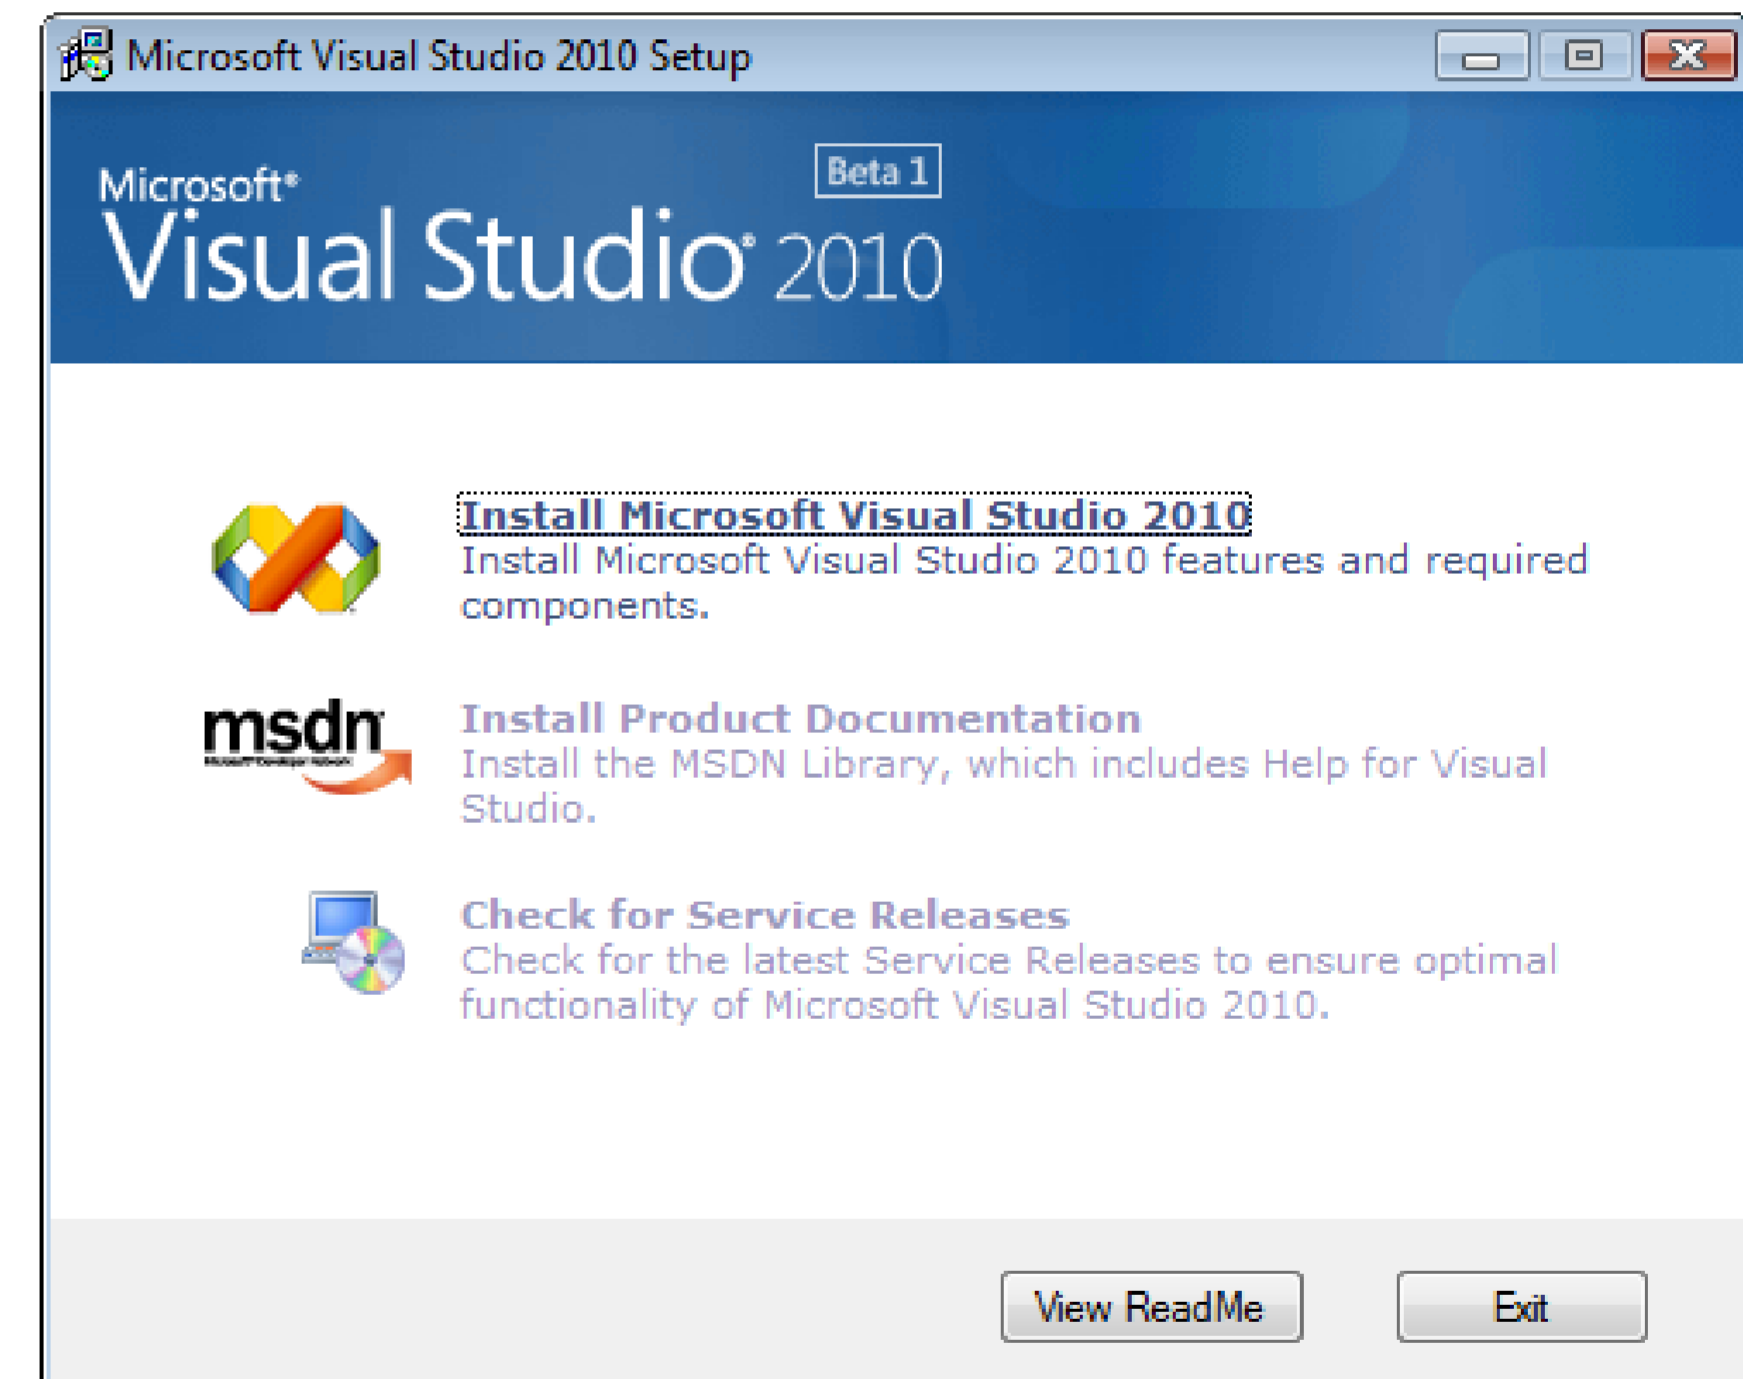 Microsoft Visual Studio 2010 Setup
Beta 1
Microsoft®
Visual Studio® 2010
Install Microsoft Visual Studio 2010
Install Microsoft Visual Studio 2010 features and required
components.
msdn
Microsoft Developer Network
Install Product Documentation
Install the MSDN Library, which includes Help for Visual
Studio.
Check for Service Releases
Check for the latest Service Releases to ensure optimal
functionality of Microsoft Visual Studio 2010.
View ReadMe
Exit